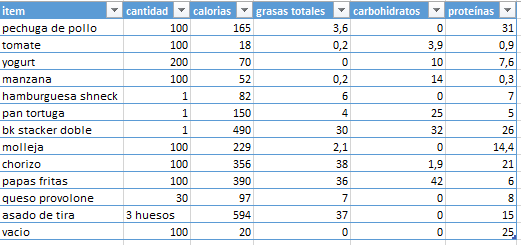 item cantidad calorias grasas totales carbohidratos proteínas
pechuga de pollo 100 165 3,6 0 31
tomate 100 18 0,2 3,9 0,9
yogurt 200 70 0 10 7,6
manzana 100 52 0,2 14 0,3
hamburguesa shneck 1 82 6 0 7
pan tortuga 1 150 4 25 5
bk stacker doble 1 490 30 32 26
molleja 100 229 2,1 0 14,4
chorizo 100 356 38 1,9 21
papas fritas 100 390 36 42 6
queso provolone 30 97 7 0 8
asado de tira 3 huesos 594 37 0 15
vacio 100 20 0 0 25